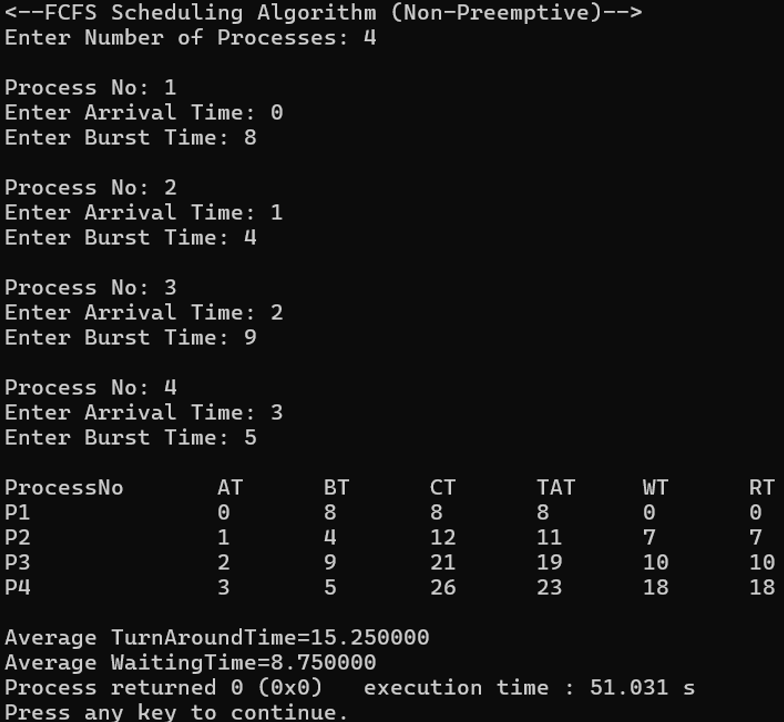 <--FCFS Scheduling Algorithm (Non-Preemptive)-->
Enter Number of Processes: 4
Process No: 1
Enter Arrival Time: 0
Enter Burst Time: 8
Process No: 2
Enter Arrival Time: 1
Enter Burst Time: 4
Process No: 3
Enter Arrival Time: 2
Enter Burst Time: 9
Process No: 4
Enter Arrival Time: 3
Enter Burst Time: 5
ProcessNo AT BT CT TAT WT RT
P1 0 8 8 8 0 0
P2 1 4 12 11 7 7
P3 2 9 21 19 10 10
P4 3 5 26 23 18 18
Average TurnAroundTime=15.250000
Average WaitingTime=8.750000
Process returned 0 (0x0) execution time : 51.031 s
Press any key to continue.